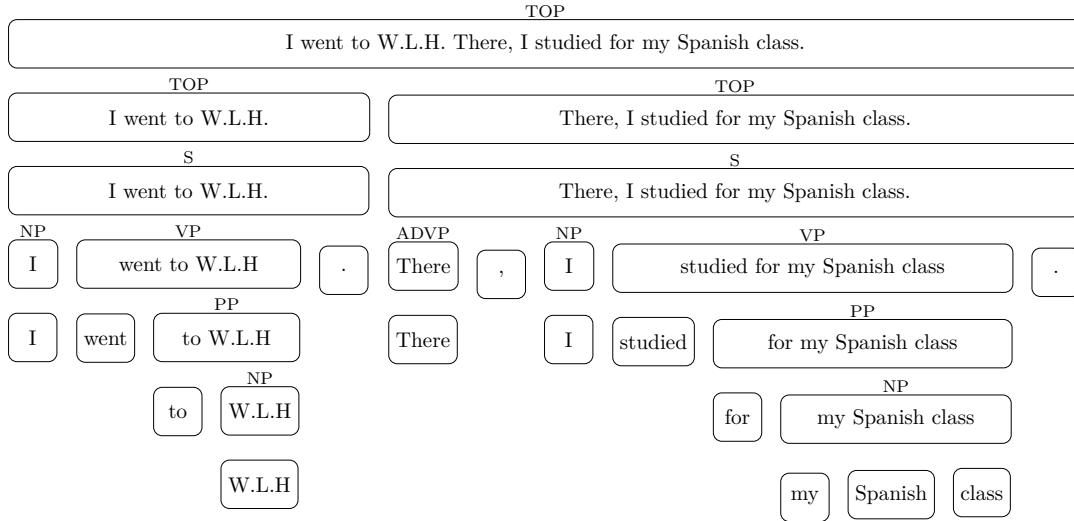 TOP
I went to W.L.H. There, I studied for my Spanish class.
TOP TOP
I went to W.L.H. There, I studied for my Spanish class.
S S
I went to W.L.H. There, I studied for my Spanish class.
NP VP ADVP NP VP
I went to W.L.H . There , I studied for my Spanish class .
PP PP
I went to W.L.H There I studied for my Spanish class
NP NP
to W.L.H for my Spanish class
W.L.H my Spanish class